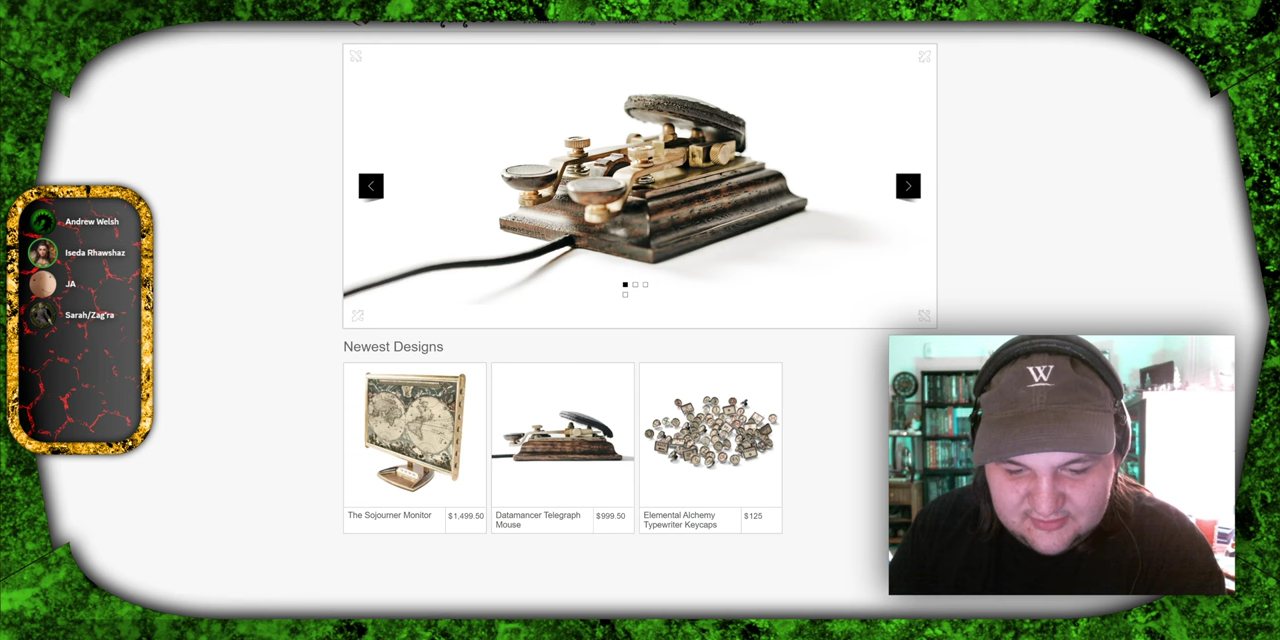 Andrew Welsh
Iseda Rhawshaz
JA
Sarah/Zag'ra
Newest Designs
The Sojourner Monitor
$1,499.50
Datamancer Telegraph
Mouse
$999.50
Elemental Alchemy
Typewriter Keycaps
$125
W